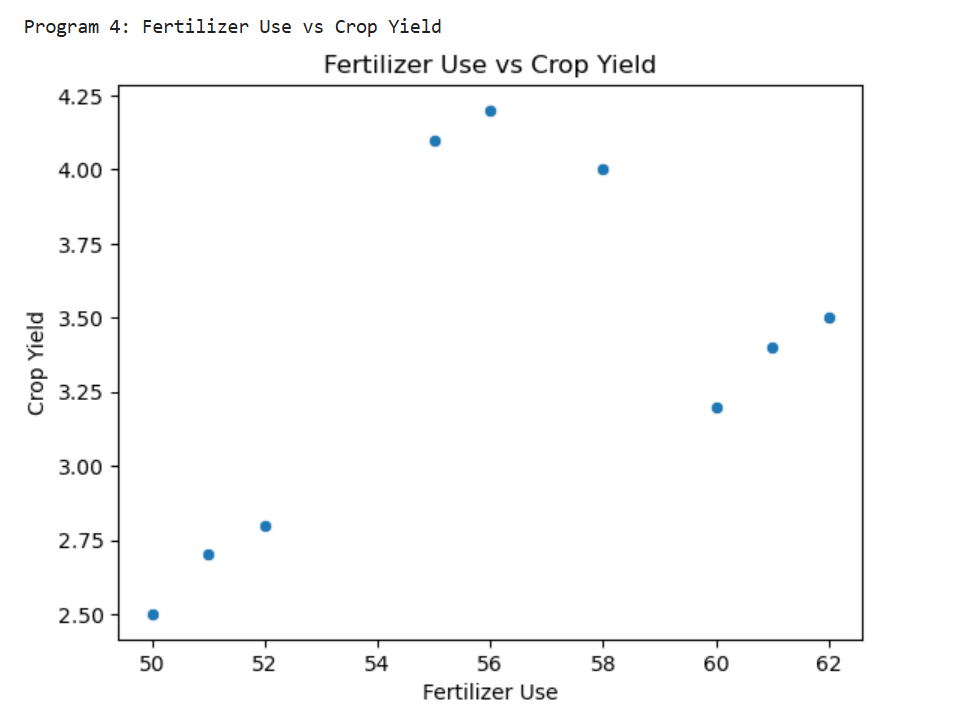 Program 4: Fertilizer Use vs Crop Yield
Fertilizer Use vs Crop Yield
4.25
4.00
3.75
3.50
3.25
3.00
2.75
2.50
Crop Yield
50 52 54 56 58 60 62
Fertilizer Use